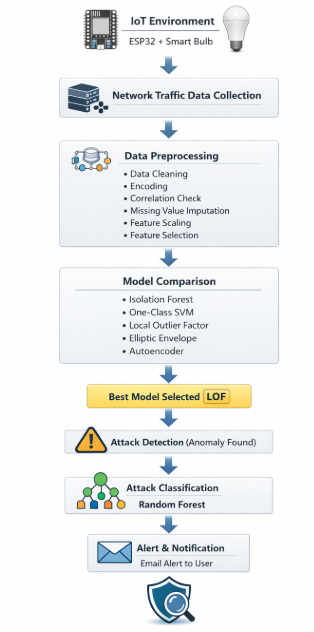 IoT Environment
ESP32 + Smart Bulb
Network Traffic Data Collection
Data Preprocessing
• Data Cleaning
• Encoding
• Correlation Check
• Missing Value Imputation
• Feature Scaling
• Feature Selection
Model Comparison
• Isolation Forest
• One-Class SVM
• Local Outlier Factor
• Elliptic Envelope
• Autoencoder
Best Model Selected LOF
Attack Detection (Anomaly Found)
Attack Classification
Random Forest
Alert & Notification
Email Alert to User